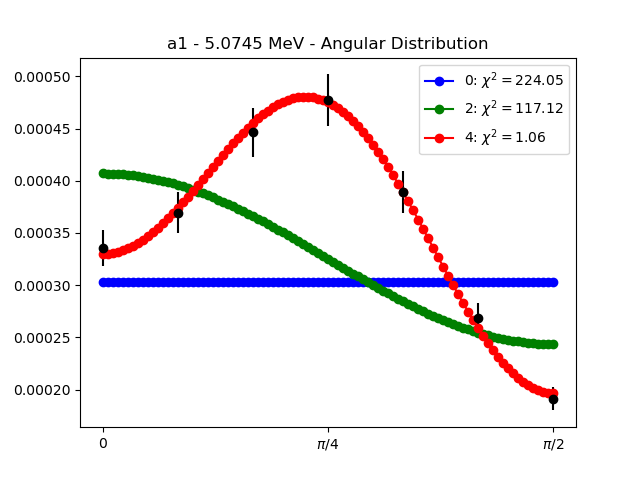 a1 - 5.0745 MeV - Angular Distribution
0: χ² = 224.05
2: χ² = 117.12
4: χ² = 1.06
0.00050
0.00045
0.00040
0.00035
0.00030
0.00025
0.00020
0
π/4
π/2